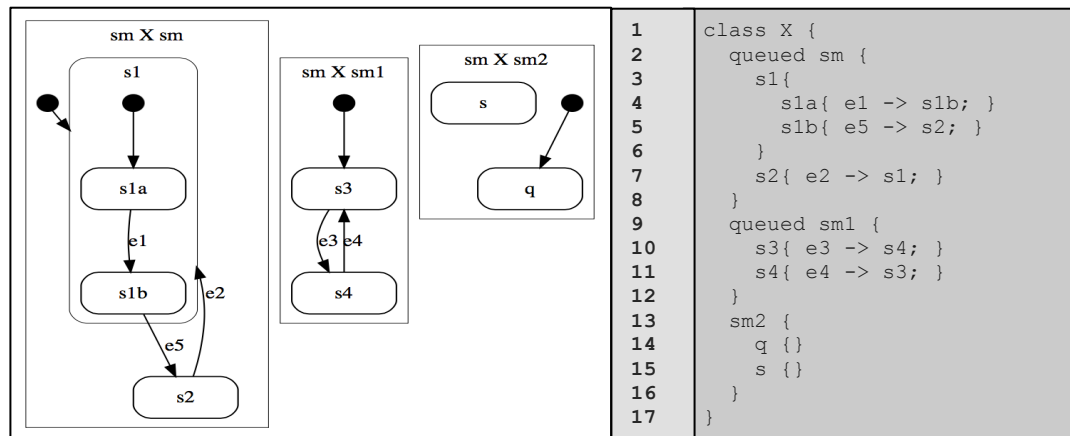 sm X sm
s1
s1a
e1
s1b
e2
e5
s2
sm X sm1
s3
e3 e4
s4
sm X sm2
s
q
1 class X {
2 queued sm {
3 s1{
4 s1a{ e1 -> s1b; }
5 s1b{ e5 -> s2; }
6 }
7 s2{ e2 -> s1; }
8 }
9 queued sm1 {
10 s3{ e3 -> s4; }
11 s4{ e4 -> s3; }
12 }
13 sm2 {
14 q {}
15 s {}
16 }
17 }